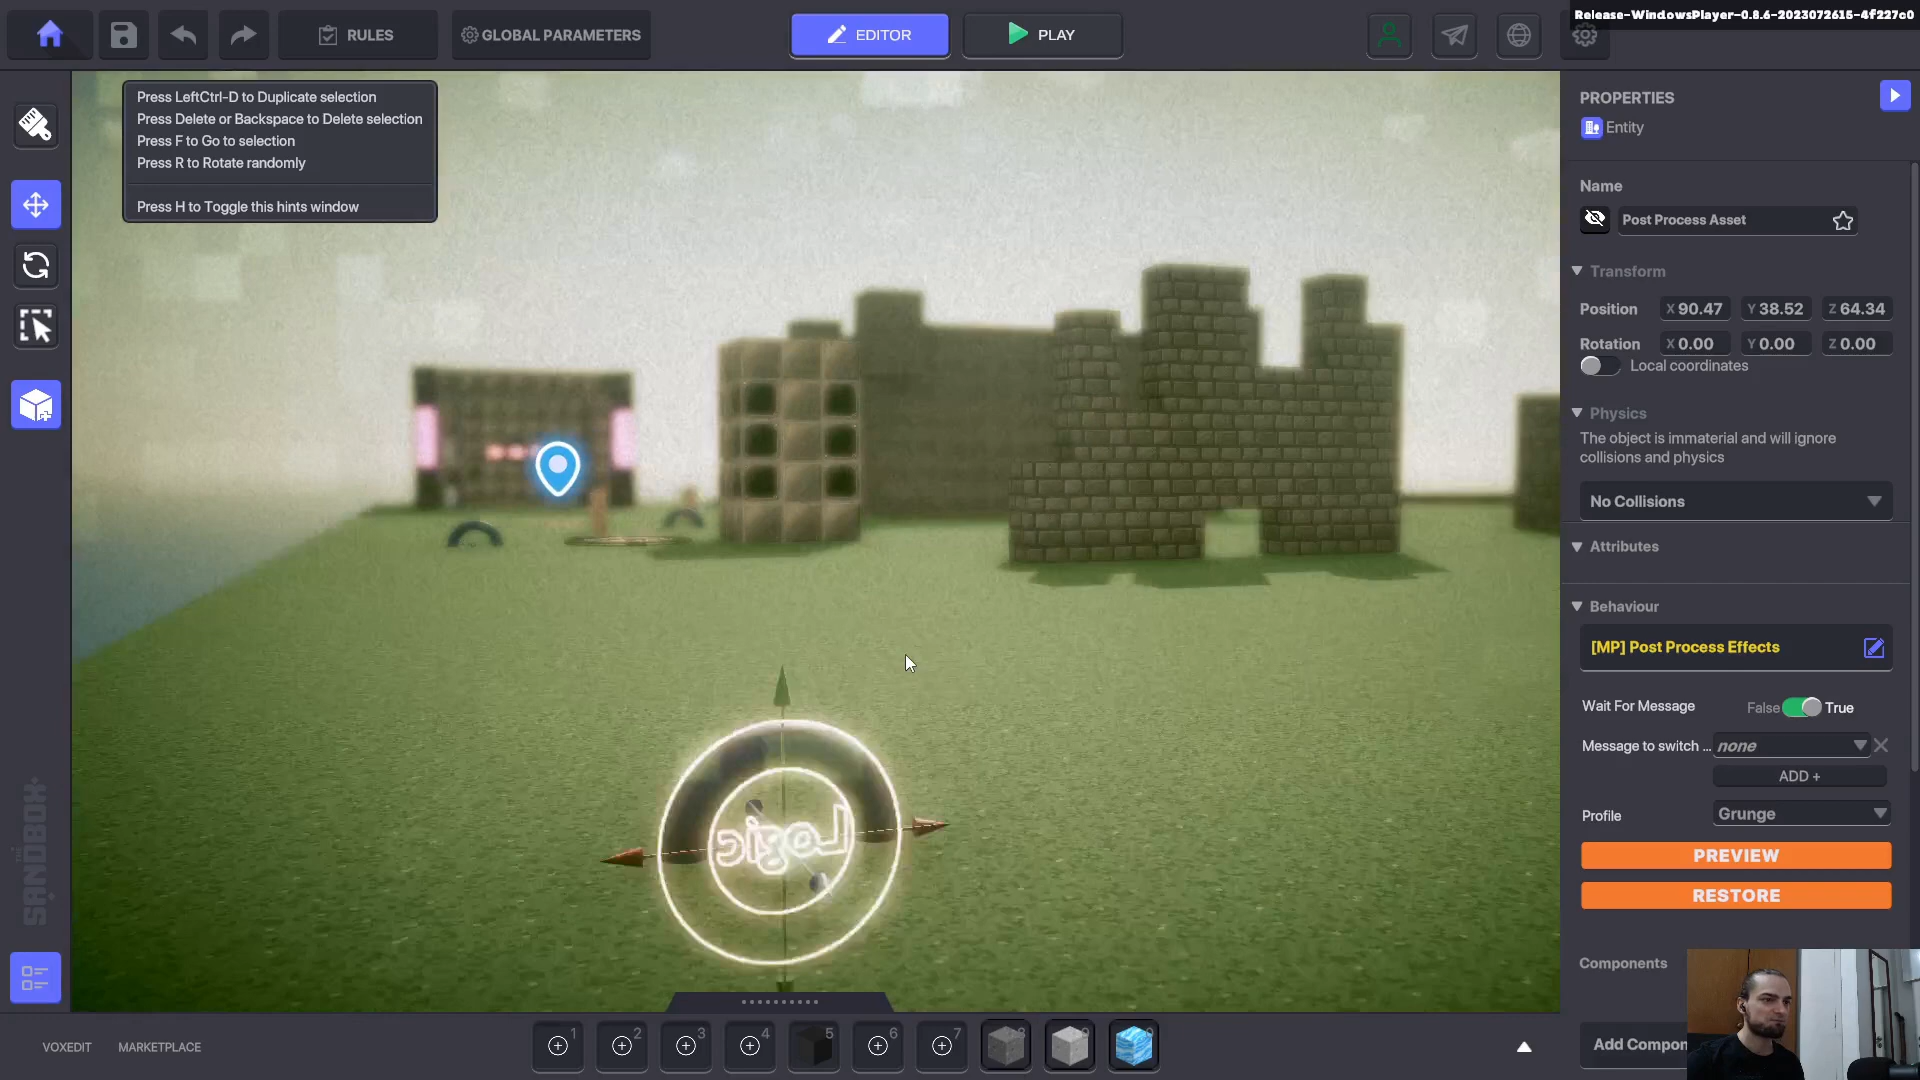 Release-WindowsPlayer-0.8.6-2023072615-4f227c0
RULES
GLOBAL PARAMETERS
EDITOR
PLAY
Press LeftCtrl-D to Duplicate selection
Press Delete or Backspace to Delete selection
Press F to Go to selection
Press R to Rotate randomly
Press H to Toggle this hints window
PROPERTIES
Entity
Name
Post Process Asset
Transform
Position X 90.47 Y 38.52 Z 64.34
Rotation X 0.00 Y 0.00 Z 0.00
Local coordinates
Physics
The object is immaterial and will ignore
collisions and physics
No Collisions
Attributes
Behaviour
[MP] Post Process Effects
Wait For Message False True
Message to switch ... none
ADD +
Profile Grunge
PREVIEW
RESTORE
Components
Add Compon
Logic
THE SANDBOX
VOXEDIT
MARKETPLACE
1 2 3 4 5 6 7